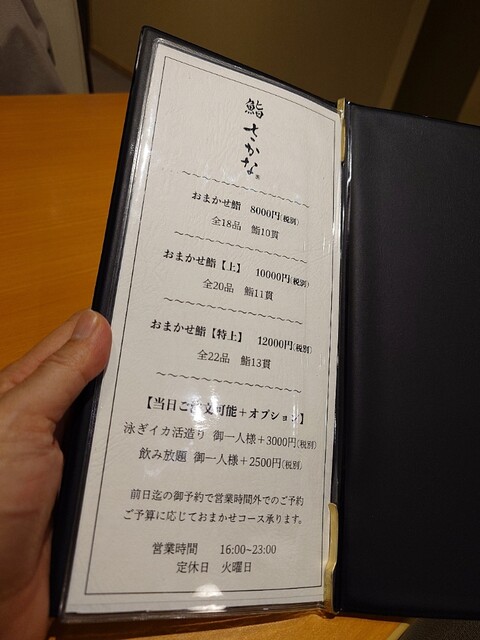 鮨
さかな
おまかせ鮨 8000円(税別)
全18品 鮨10貫
おまかせ鮨【上】 10000円(税別)
全20品 鮨11貫
おまかせ鮨【特上】 12000円(税別)
全22品 鮨13貫
【当日ご注文可能+オプション】
泳ぎイカ活造り 御一人様+3000円(税別)
飲み放題 御一人様+2500円(税別)
前日迄の御予約で営業時間外でのご予約
ご予算に応じておまかせコース承ります。
営業時間 16:00~23:00
定休日 火曜日